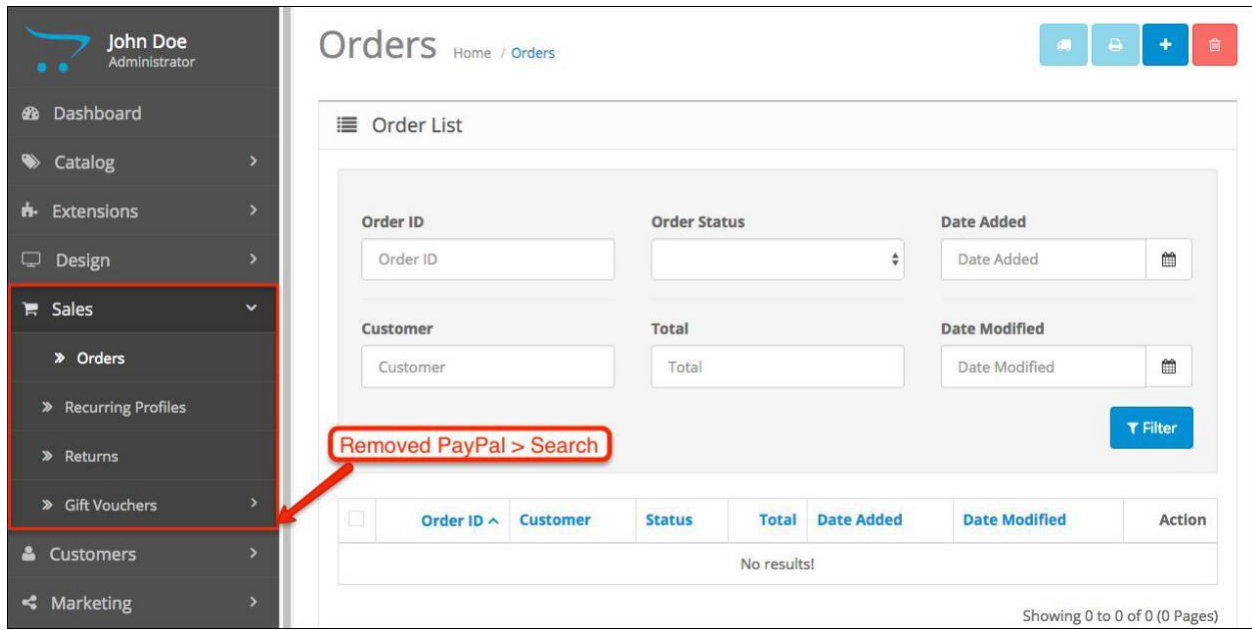 John Doe
Administrator
Dashboard
Catalog
Extensions
Design
Sales
Orders
Recurring Profiles
Returns
Gift Vouchers
Customers
Marketing
Orders Home / Orders
Order List
Order ID Order Status Date Added
Order ID Date Added
Customer Total Date Modified
Customer Total Date Modified
Filter
Removed PayPal > Search
Order ID Customer Status Total Date Added Date Modified Action
No results!
Showing 0 to 0 of 0 (0 Pages)